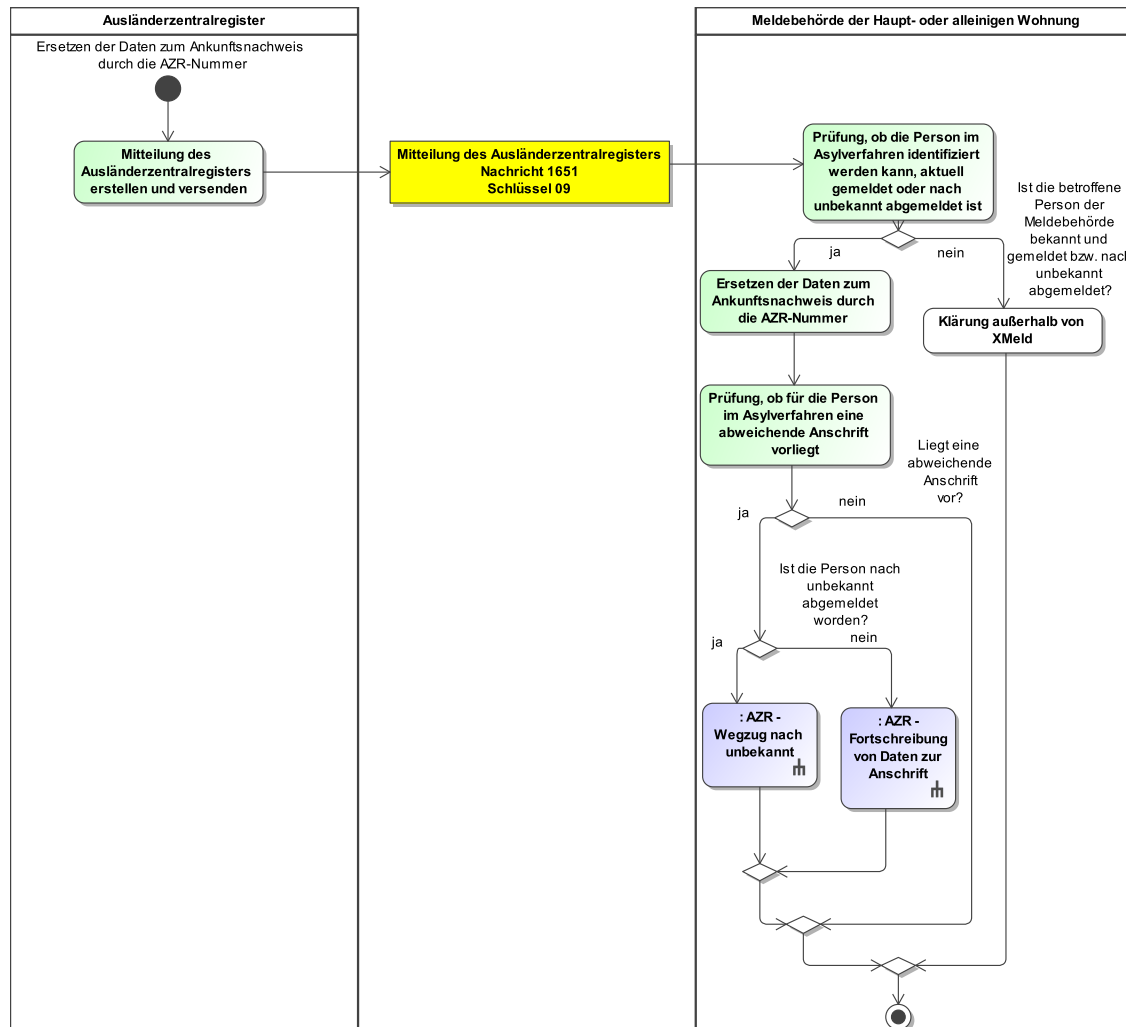 Ausländerzentralregister
Meldebehörde der Haupt- oder alleinigen Wohnung
Ersetzen der Daten zum Ankunftsnachweis
durch die AZR-Nummer
Mitteilung des
Ausländerzentralregisters
erstellen und versenden
Mitteilung des Ausländerzentralregisters
Nachricht 1651
Schlüssel 09
Prüfung, ob die Person im
Asylverfahren identifiziert
werden kann, aktuell
gemeldet oder nach
unbekannt abgemeldet ist
Ist die betroffene
Person der
Meldebehörde
bekannt und
gemeldet bzw. nach
unbekannt
abgemeldet?
ja
nein
Ersetzen der Daten zum
Ankunftsnachweis durch
die AZR-Nummer
Klärung außerhalb von
XMeld
Prüfung, ob für die Person
im Asylverfahren eine
abweichende Anschrift
vorliegt
Liegt eine
abweichende
Anschrift
vor?
ja
nein
Ist die Person nach
unbekannt
abgemeldet
worden?
ja
nein
: AZR -
Wegzug nach
unbekannt
: AZR -
Fortschreibung
von Daten zur
Anschrift